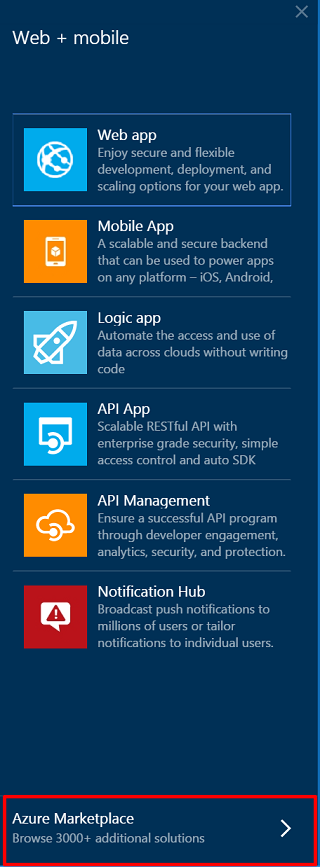 Web + mobile
Web app
Enjoy secure and flexible
development, deployment, and
scaling options for your web app.
Mobile App
A scalable and secure backend
that can be used to power apps
on any platform – iOS, Android,
Logic app
Automate the access and use of
data across clouds without writing
code
API App
Scalable RESTful API with
enterprise grade security, simple
access control and auto SDK
API Management
Ensure a successful API program
through developer engagement,
analytics, security, and protection.
Notification Hub
Broadcast push notifications to
millions of users or tailor
notifications to individual users.
Azure Marketplace
Browse 3000+ additional solutions